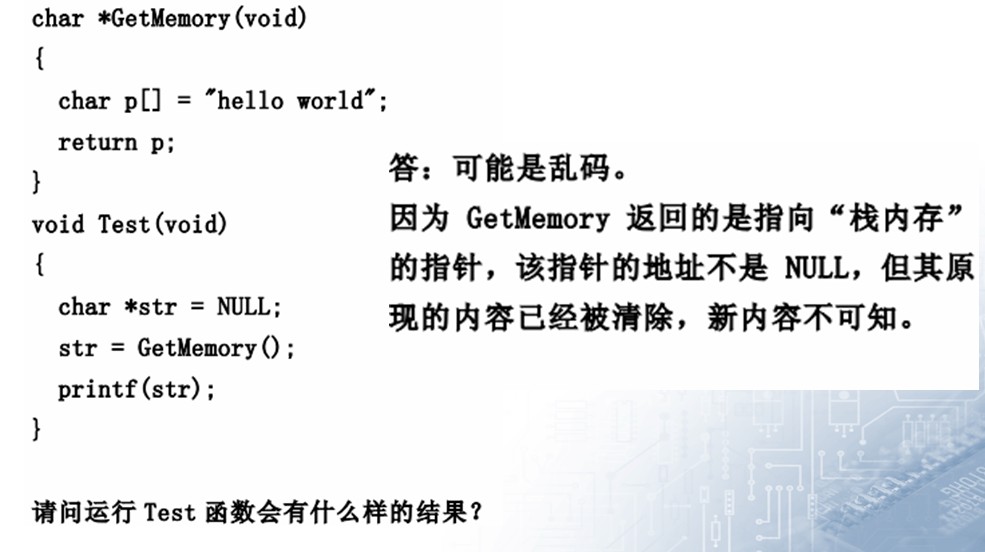 char *GetMemory(void)
{
char p[] = "hello world";
return p;
}
void Test(void)
{
char *str = NULL;
str = GetMemory();
printf(str);
}
答：可能是乱码。
因为 GetMemory 返回的是指向“栈内存”
的指针，该指针的地址不是 NULL，但其原
现的内容已经被清除，新内容不可知。
请问运行 Test 函数会有什么样的结果？